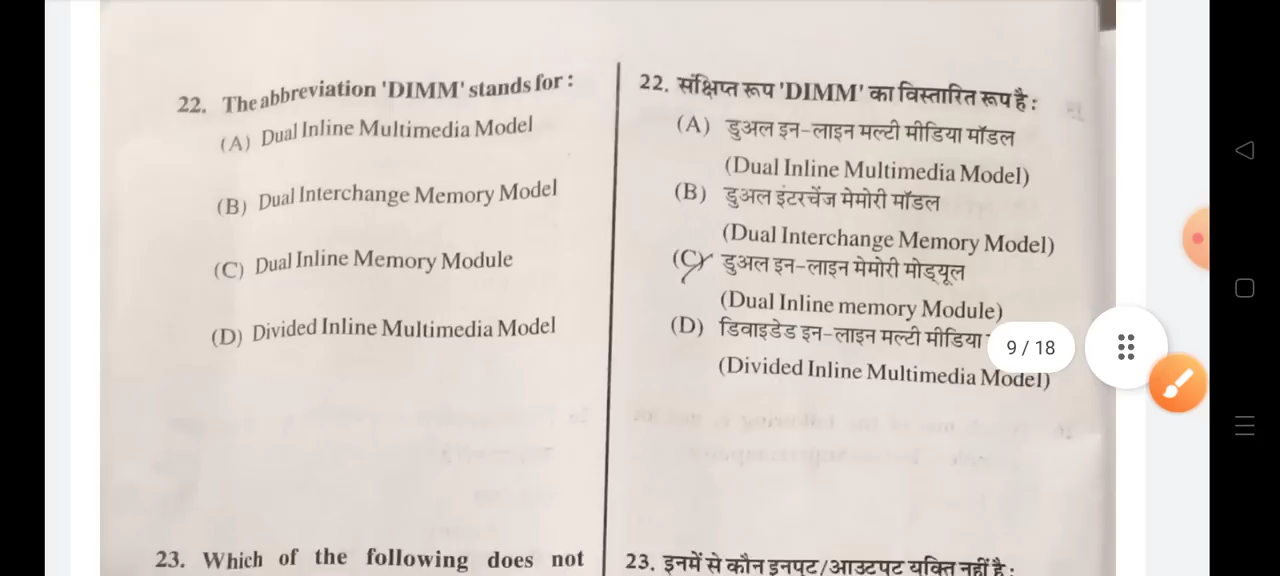 22. The abbreviation 'DIMM' stands for :
(A) Dual Inline Multimedia Model
(B) Dual Interchange Memory Model
(C) Dual Inline Memory Module
(D) Divided Inline Multimedia Model
23. Which of the following does not
22. संक्षिप्त रूप 'DIMM' का विस्तारित रूप है :
(A) डुअल इन-लाइन मल्टी मीडिया मॉडल
(Dual Inline Multimedia Model)
(B) डुअल इंटरचेंज मेमोरी मॉडल
(Dual Interchange Memory Model)
(C) डुअल इन-लाइन मेमोरी मोड्यूल
(Dual Inline memory Module)
(D) डिवाइडेड इन-लाइन मल्टी मीडिया
(Divided Inline Multimedia Model)
23. इनमें से कौन इनपुट/आउटपुट युक्ति नहीं है :
9 / 18